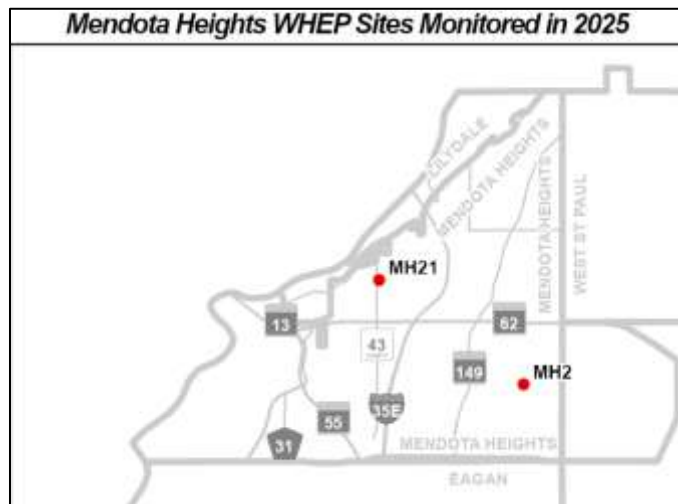 Mendota Heights WHEP Sites Monitored in 2025
LILYDALE
MENDOTA HEIGHTS
MENDOTA HEIGHTS
WEST ST PAUL
MH21
13
62
43
149
MH2
35E
55
31
MENDOTA HEIGHTS
EAGAN